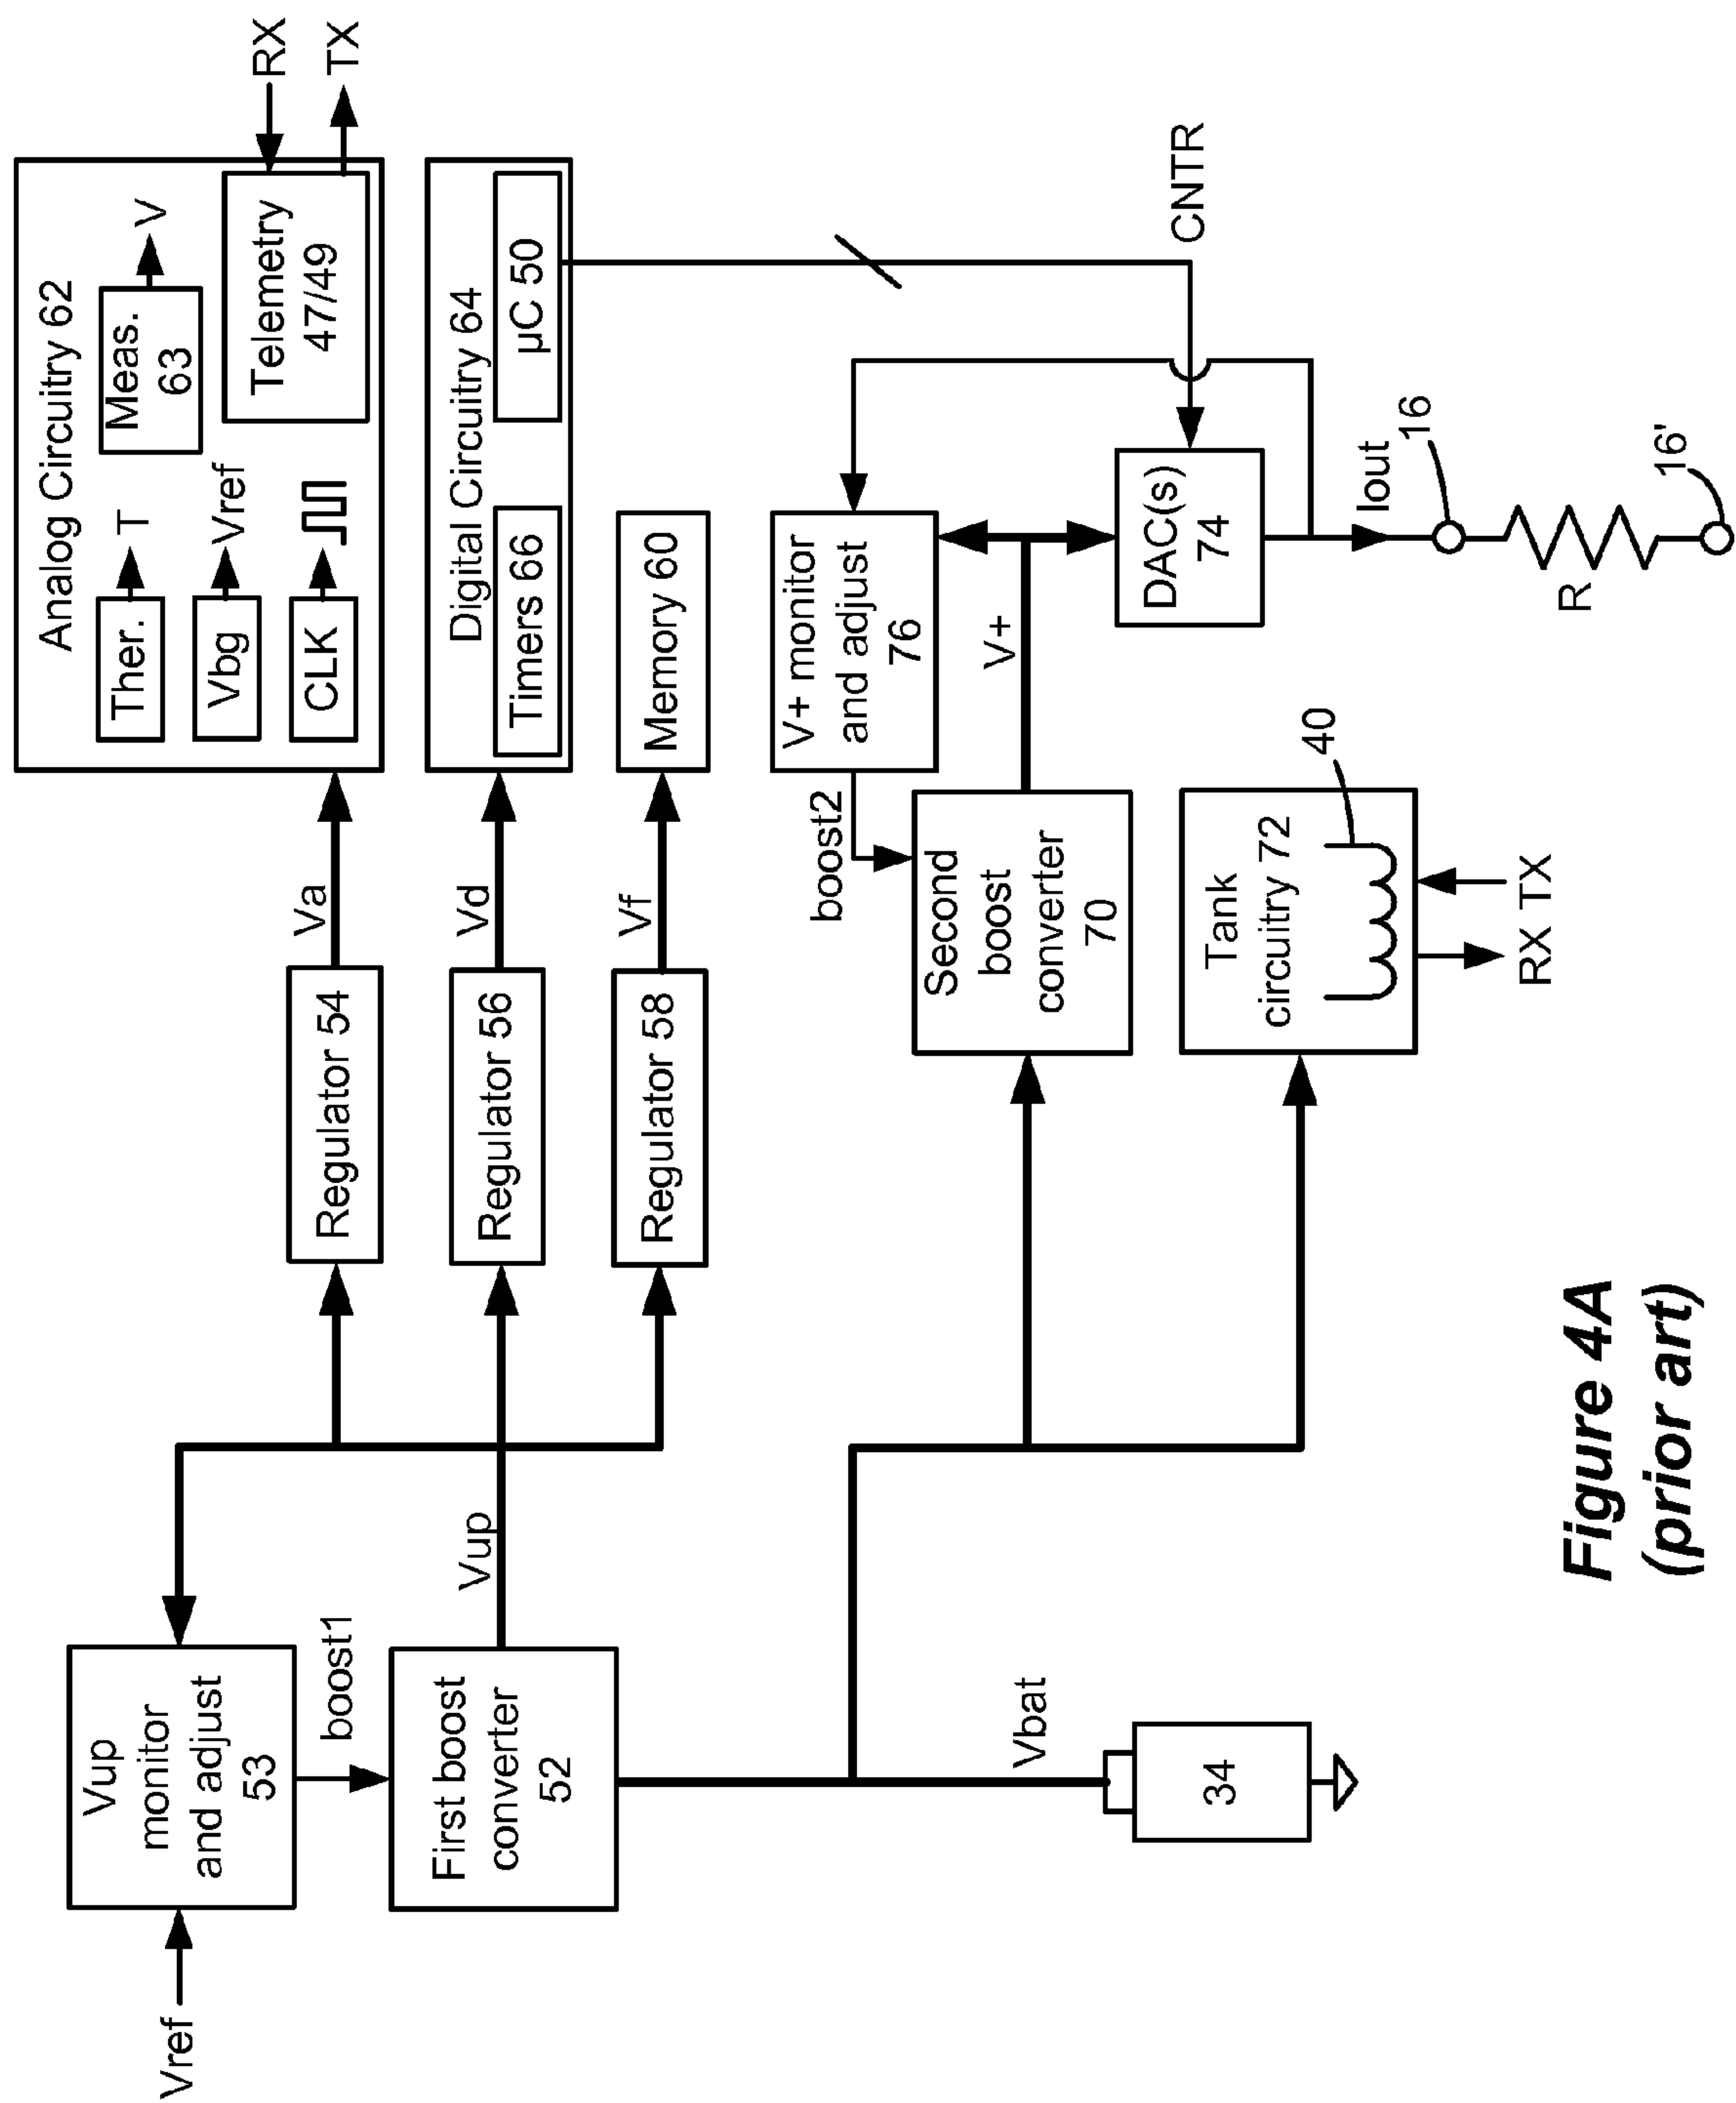 Vref
Vup
monitor
and adjust
53
boost1
First boost
converter
52
Vup
Vbat
34
Regulator 54
Va
Regulator 56
Vd
Regulator 58
Vf
Analog Circuitry 62
Ther.
T
Meas.
63
V
Vbg
Vref
CLK
Telemetry
47/49
RX
TX
Digital Circuitry 64
Timers 66
µC 50
Memory 60
V+ monitor
and adjust
76
boost2
Second
boost
converter
70
V+
DAC(s)
74
CNTR
Iout
16
R
16'
Tank
circuitry 72
40
RX TX
Figure 4A
(prior art)